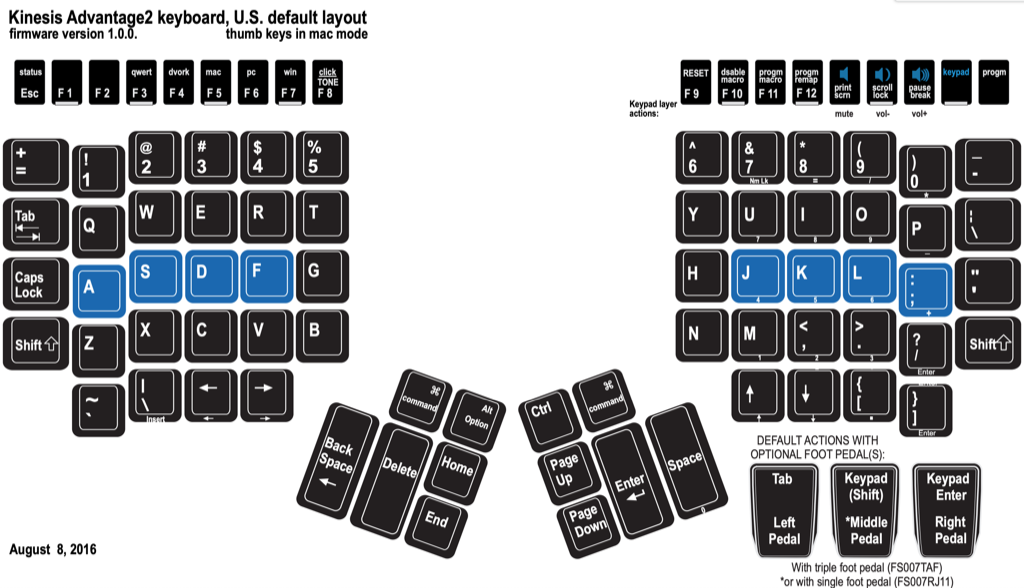 Kinesis Advantage2 keyboard, U.S. default layout
firmware version 1.0.0. thumb keys in mac mode
status
Esc
F 1
F 2
qwert
F 3
dvork
F 4
mac
F 5
pc
F 6
win
F 7
click
TONE
F 8
RESET
F 9
dsable
macro
F 10
progm
macro
F 11
progm
remap
F 12
print
scrn
scroll
lock
pause
break
keypad
progm
Keypad layer
actions:
mute
vol-
vol+
+
=
!
1
@
2
#
3
$
4
%
5
^
6
&
7
Nm Lk
*
8
=
(
9
/
)
0
*
_
-
Tab
Q
W
E
R
T
Y
U
7
I
8
O
9
P
-
¦
\
Caps
Lock
A
S
D
F
G
H
J
4
K
5
L
6
:
;
+
"
'
Shift
Z
X
C
V
B
N
M
1
<
,
2
>
.
3
?
/
Enter
Shift
~
`
|
\
Insert
←
←
→
→
↑
↓
{
[
.
}
]
Enter
⌘
command
Alt
Option
Back
Space
←
Delete
Home
End
Ctrl
⌘
command
Page
Up
Page
Down
Enter
Space
0
DEFAULT ACTIONS WITH
OPTIONAL FOOT PEDAL(S):
Tab
Left
Pedal
Keypad
(Shift)
*Middle
Pedal
Keypad
Enter
Right
Pedal
With triple foot pedal (FS007TAF)
*or with single foot pedal (FS007RJ11)
August 8, 2016